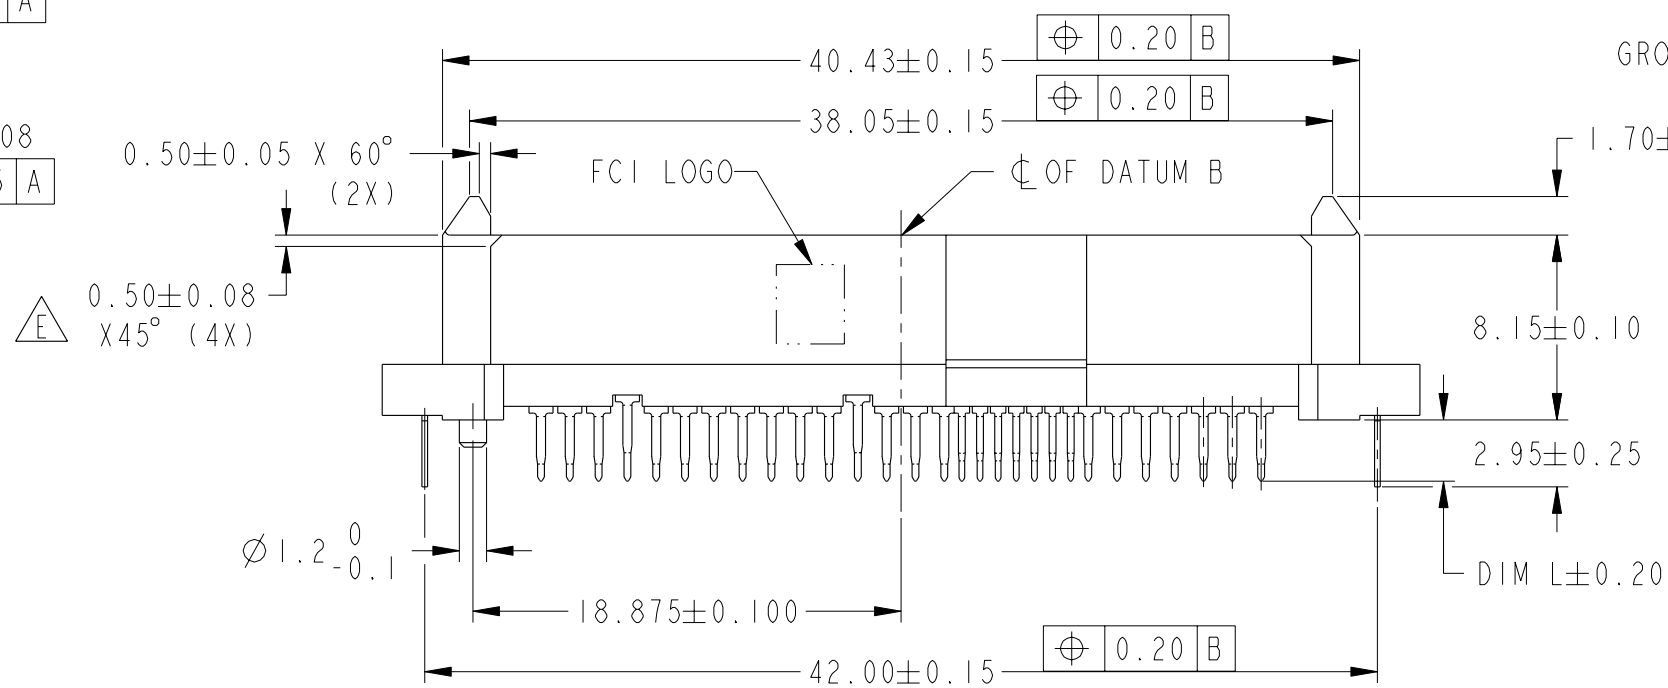 A
⌖ 0.20 B
40.43±0.15
GRO
⌖ 0.20 B
38.05±0.15
08
A
0.50±0.05 X 60°
(2X)
FCI LOGO
℄ OF DATUM B
1.70±
0.50±0.08
X45° (4X)
E
8.15±0.10
2.95±0.25
Ø1.2 0
-0.1
DIM L±0.20
18.875±0.100
⌖ 0.20 B
42.00±0.15